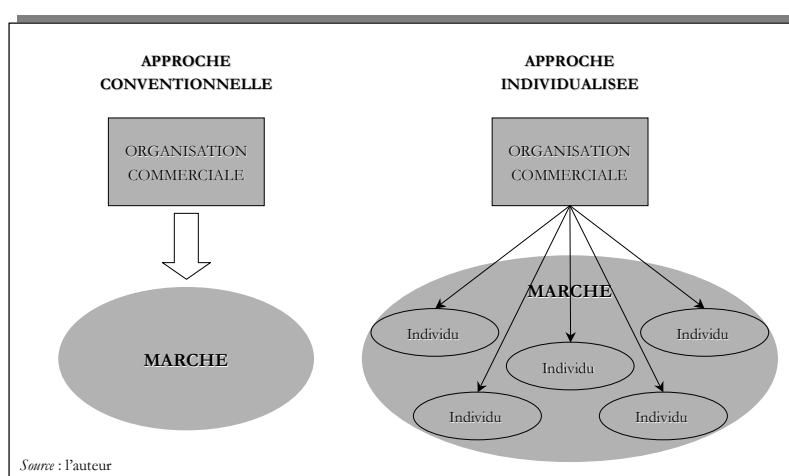 APPROCHE
CONVENTIONNELLE
ORGANISATION
COMMERCIALE
MARCHE
APPROCHE
INDIVIDUALISEE
ORGANISATION
COMMERCIALE
MARCHE
Individu
Individu
Individu
Individu
Individu
Source : l'auteur